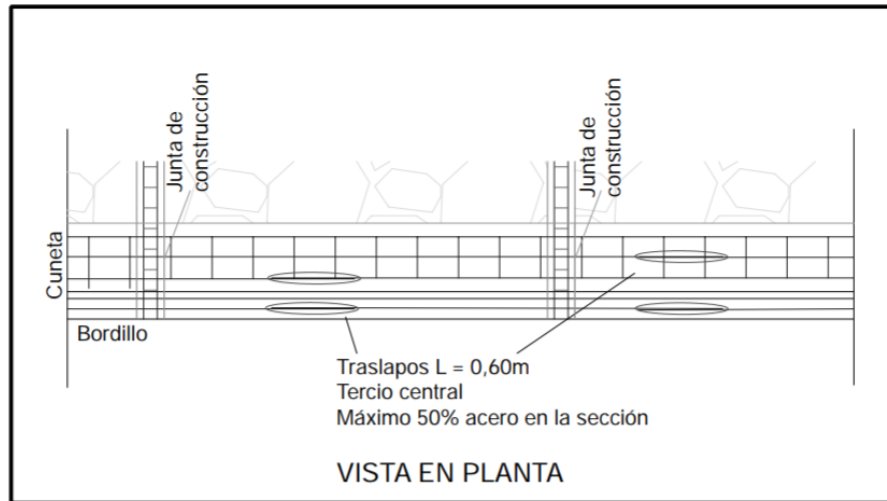 Junta de
construcción
Junta de
construcción
Cuneta
Bordillo
Traslapos L = 0,60m
Tercio central
Máximo 50% acero en la sección
VISTA EN PLANTA